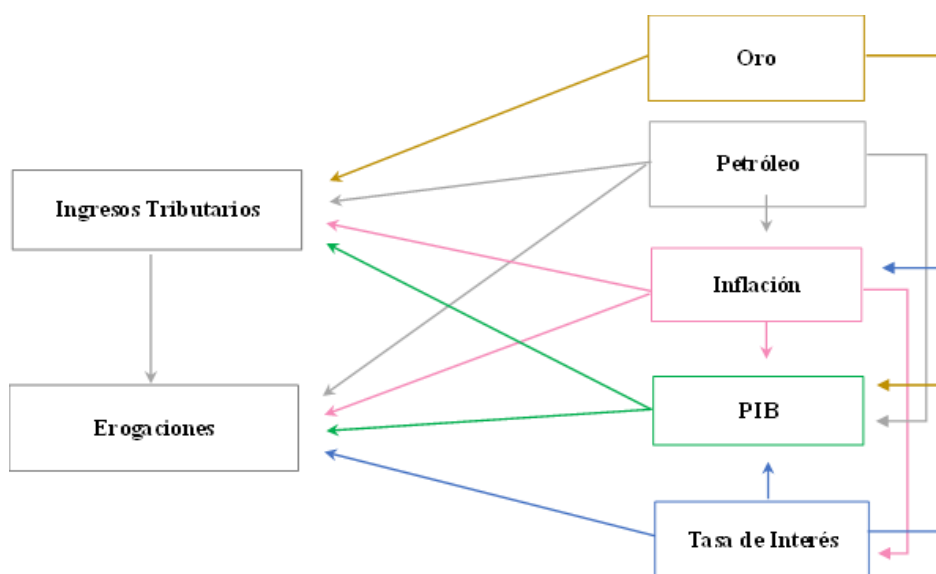 Oro
Petróleo
Ingresos Tributarios
Inflación
PIB
Erogaciones
Tasa de Interés